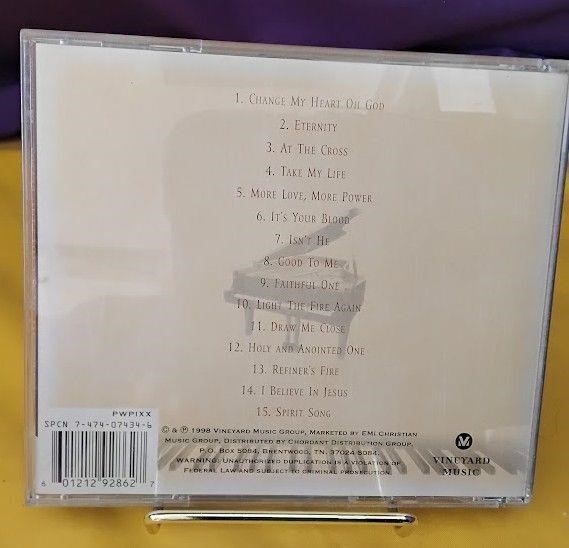 1. Change My Heart Oh God
2. Eternity
3. At The Cross
4. Take My Life
5. More Love, More Power
6. It's Your Blood
7. Isn't He
8. Good To Me
9. Faithful One
10. Light The Fire Again
11. Draw Me Close
12. Holy and Anointed One
13. Refiner's Fire
14. I Believe In Jesus
15. Spirit Song
PWPIXX
SPCN 7-474-07434-6
6 01212 92862 7
© & ℗ 1998 Vineyard Music Group, Marketed by EMI Christian
Music Group, Distributed by Chordant Distribution Group,
P.O. Box 5084, Brentwood, TN, 37024-5084.
WARNING: Unauthorized duplication is a violation of
Federal Law and subject to criminal prosecution.
VINEYARD
MUSIC